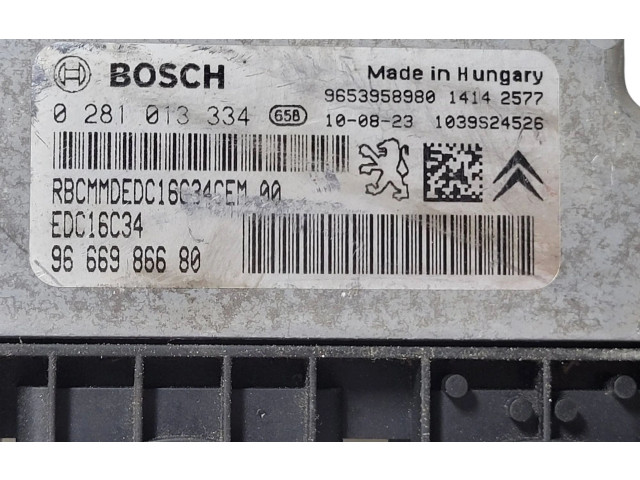 BOSCH
Made in Hungary
9653958980 1414 2577
0 281 013 334 658
10-08-23 1039S24526
RBCMMDEDC16C34CEM 00
EDC16C34
96 669 866 80